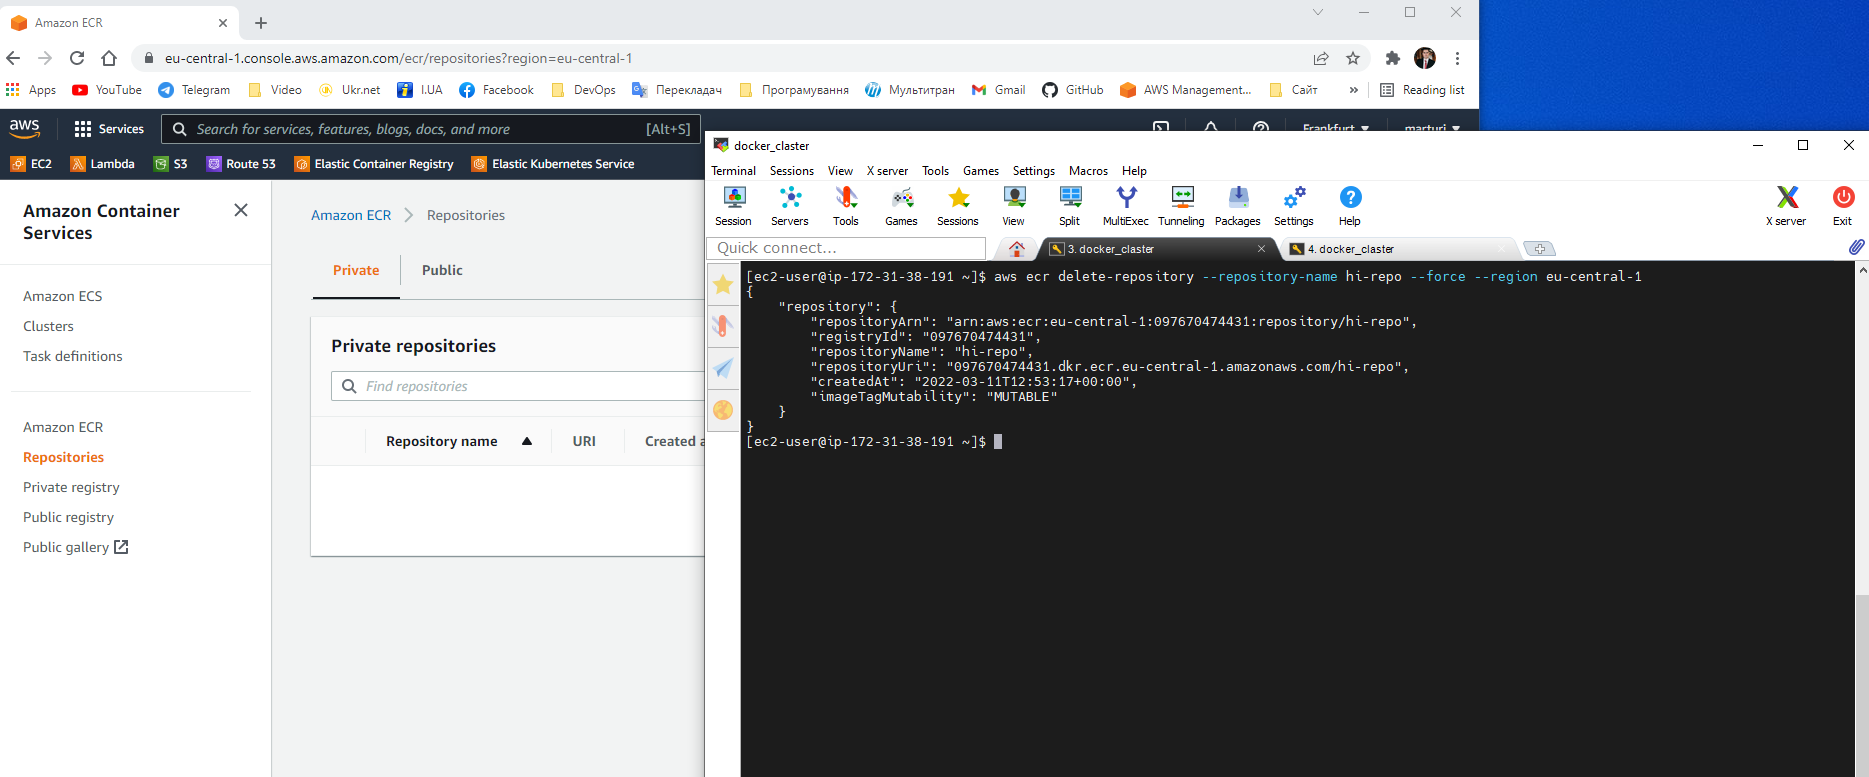 Amazon ECR
eu-central-1.console.aws.amazon.com/ecr/repositories?region=eu-central-1
Apps YouTube Telegram Video Ukr.net I.UA Facebook DevOps Перекладач Програмування Мультитран Gmail GitHub AWS Management... Сайт » Reading list
aws Services Search for services, features, blogs, docs, and more [Alt+S] Frankfurt marturi
EC2 Lambda S3 Route 53 Elastic Container Registry Elastic Kubernetes Service
Amazon Container
Services
Amazon ECS
Clusters
Task definitions
Amazon ECR
Repositories
Private registry
Public registry
Public gallery
Amazon ECR Repositories
Private Public
Private repositories
Find repositories
Repository name URI Created a
docker_claster
Terminal Sessions View X server Tools Games Settings Macros Help
Session Servers Tools Games Sessions View Split MultiExec Tunneling Packages Settings Help X server Exit
Quick connect... 3. docker_claster 4. docker_claster
[ec2-user@ip-172-31-38-191 ~]$ aws ecr delete-repository --repository-name hi-repo --force --region eu-central-1
{
"repository": {
"repositoryArn": "arn:aws:ecr:eu-central-1:097670474431:repository/hi-repo",
"registryId": "097670474431",
"repositoryName": "hi-repo",
"repositoryUri": "097670474431.dkr.ecr.eu-central-1.amazonaws.com/hi-repo",
"createdAt": "2022-03-11T12:53:17+00:00",
"imageTagMutability": "MUTABLE"
}
}
[ec2-user@ip-172-31-38-191 ~]$